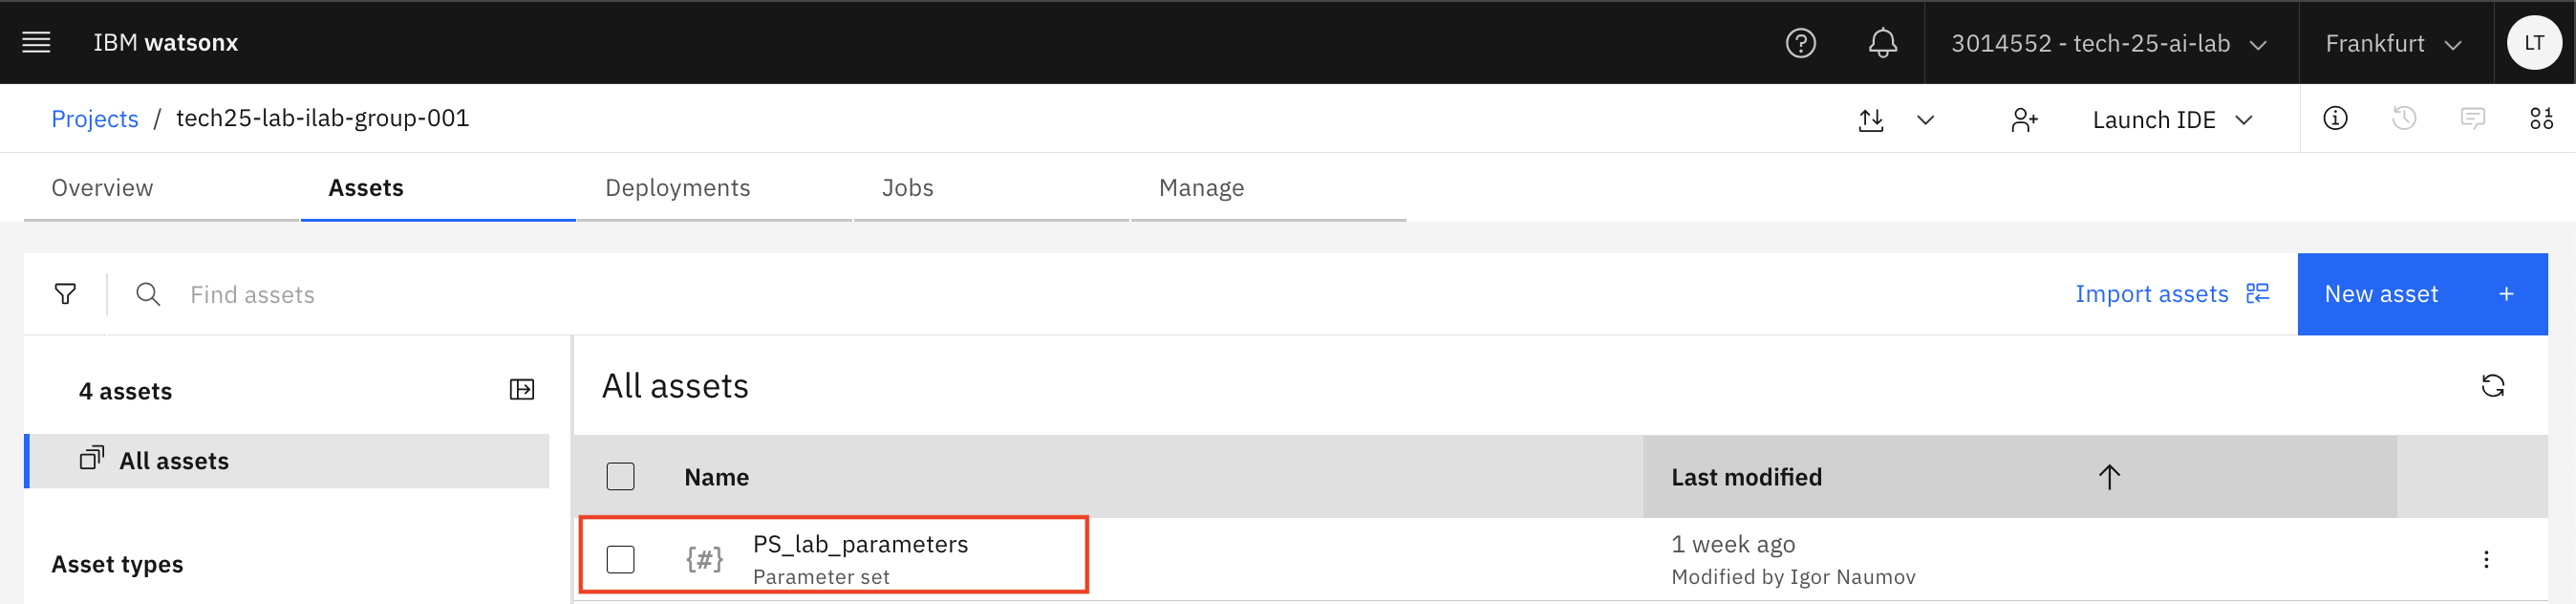 IBM watsonx
3014552 - tech-25-ai-lab
Frankfurt
LT
Projects / tech25-lab-ilab-group-001
Launch IDE
Overview
Assets
Deployments
Jobs
Manage
Find assets
Import assets
New asset +
4 assets
All assets
Asset types
All assets
Name
Last modified
{#} PS_lab_parameters
Parameter set
1 week ago
Modified by Igor Naumov